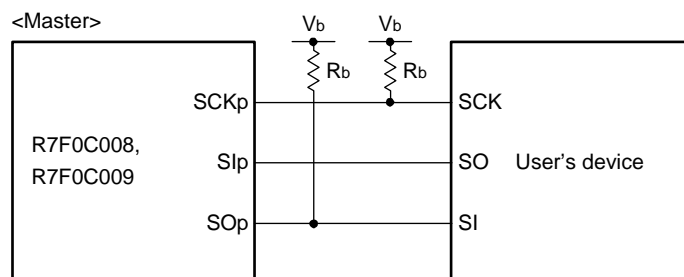 <Master>
Vb Vb
Rb Rb
SCKp SCK
R7F0C008,
R7F0C009
SIp SO User's device
SOp SI